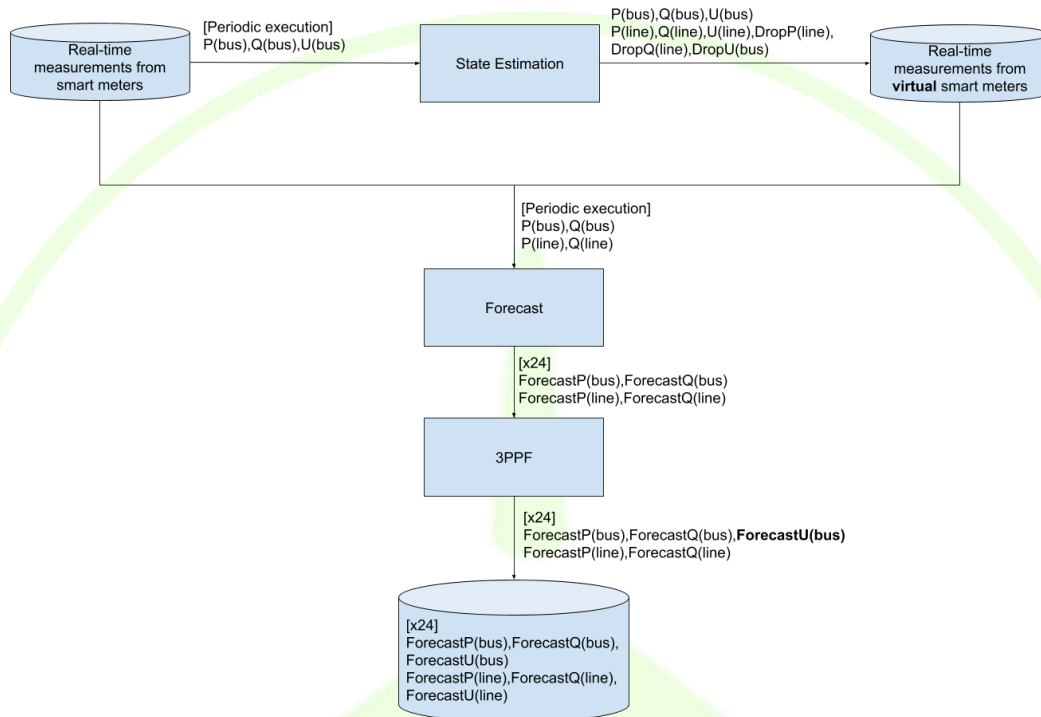 Real-time
measurements from
smart meters
[Periodic execution]
P(bus),Q(bus),U(bus)
State Estimation
P(bus),Q(bus),U(bus)
P(line),Q(line),U(line),DropP(line),
DropQ(line),DropU(bus)
Real-time
measurements from
virtual smart meters
[Periodic execution]
P(bus),Q(bus)
P(line),Q(line)
Forecast
[x24]
ForecastP(bus),ForecastQ(bus)
ForecastP(line),ForecastQ(line)
3PPF
[x24]
ForecastP(bus),ForecastQ(bus),ForecastU(bus)
ForecastP(line),ForecastQ(line)
[x24]
ForecastP(bus),ForecastQ(bus),
ForecastU(bus)
ForecastP(line),ForecastQ(line),
ForecastU(line)